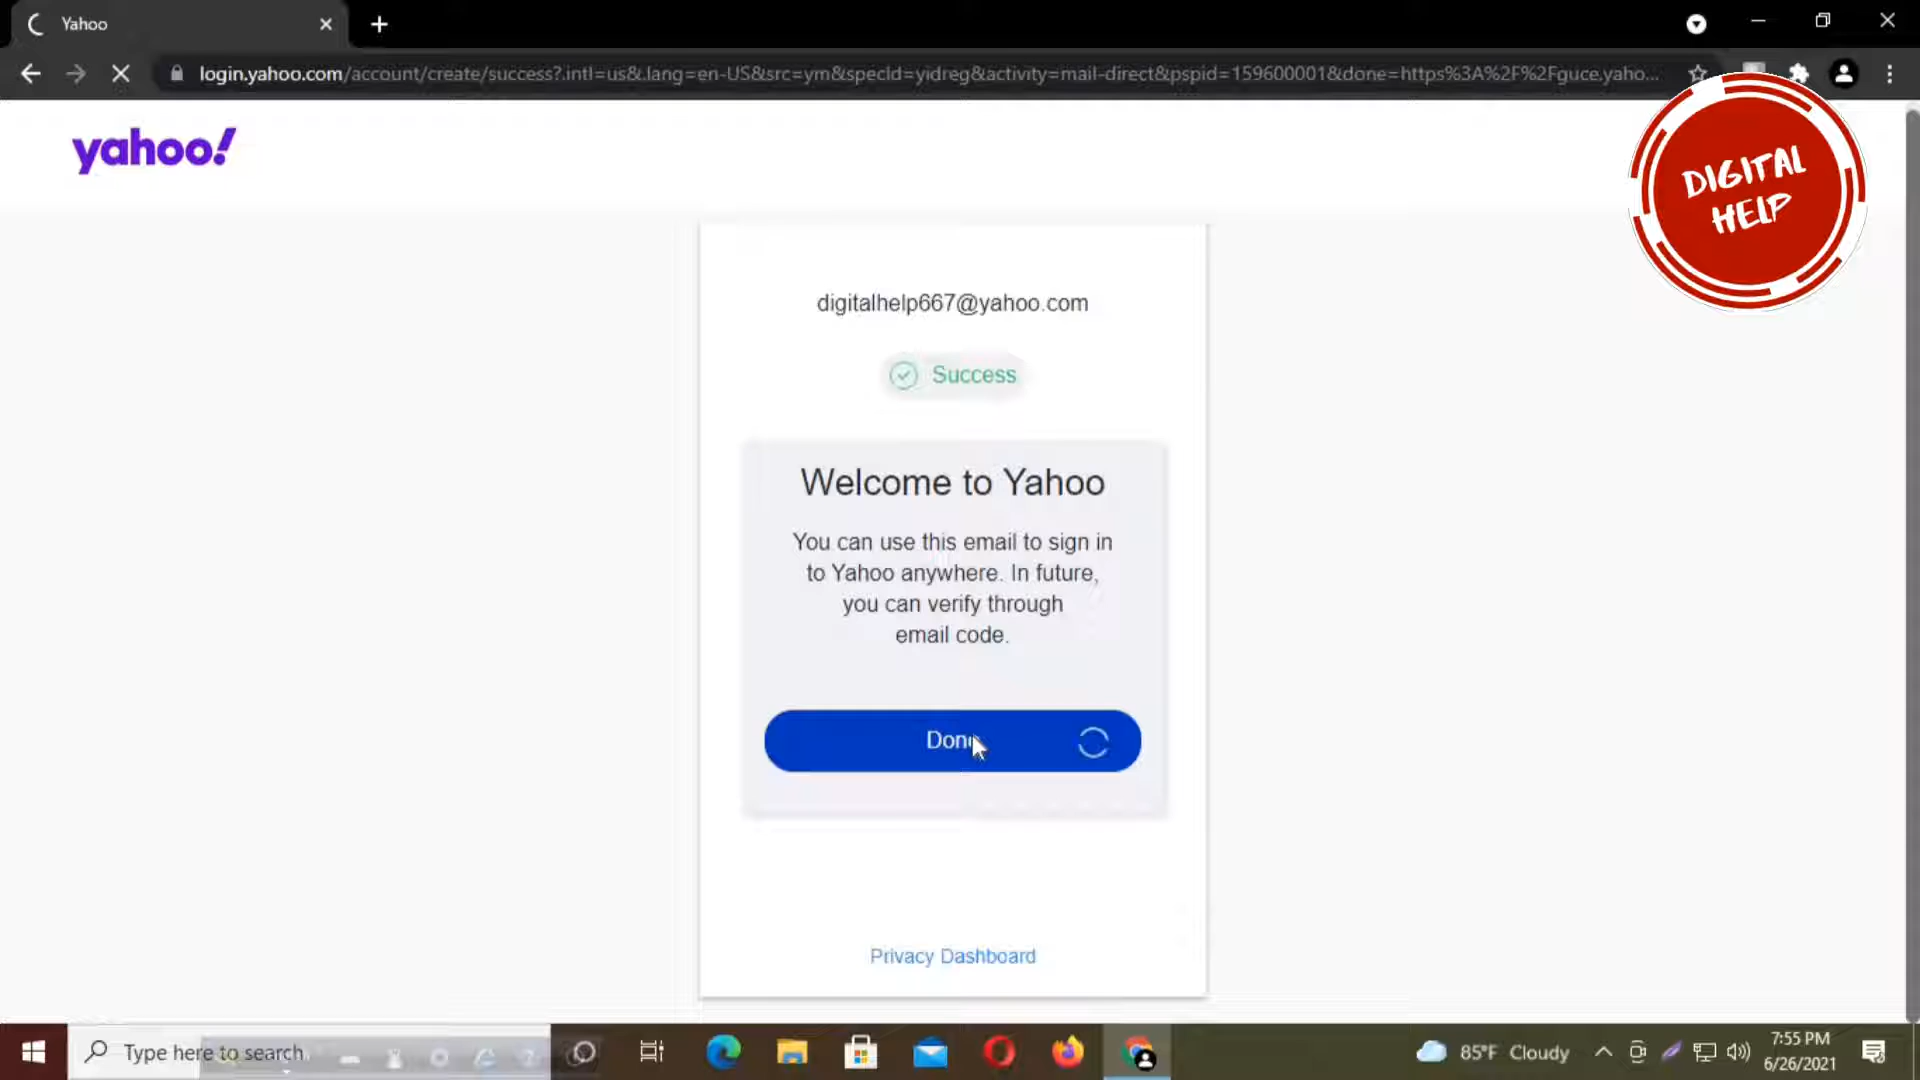 Yahoo
login.yahoo.com/account/create/success?.intl=us&.lang=en-US&src=ym&specId=yidreg&activity=mail-direct&pspid=159600001&done=https%3A%2F%2Fguce.yaho...
yahoo!
DIGITAL
HELP
digitalhelp667@yahoo.com
Success
Welcome to Yahoo
You can use this email to sign in
to Yahoo anywhere. In future,
you can verify through
email code.
Done
Privacy Dashboard
Type here to search
85°F Cloudy
7:55 PM
6/26/2021